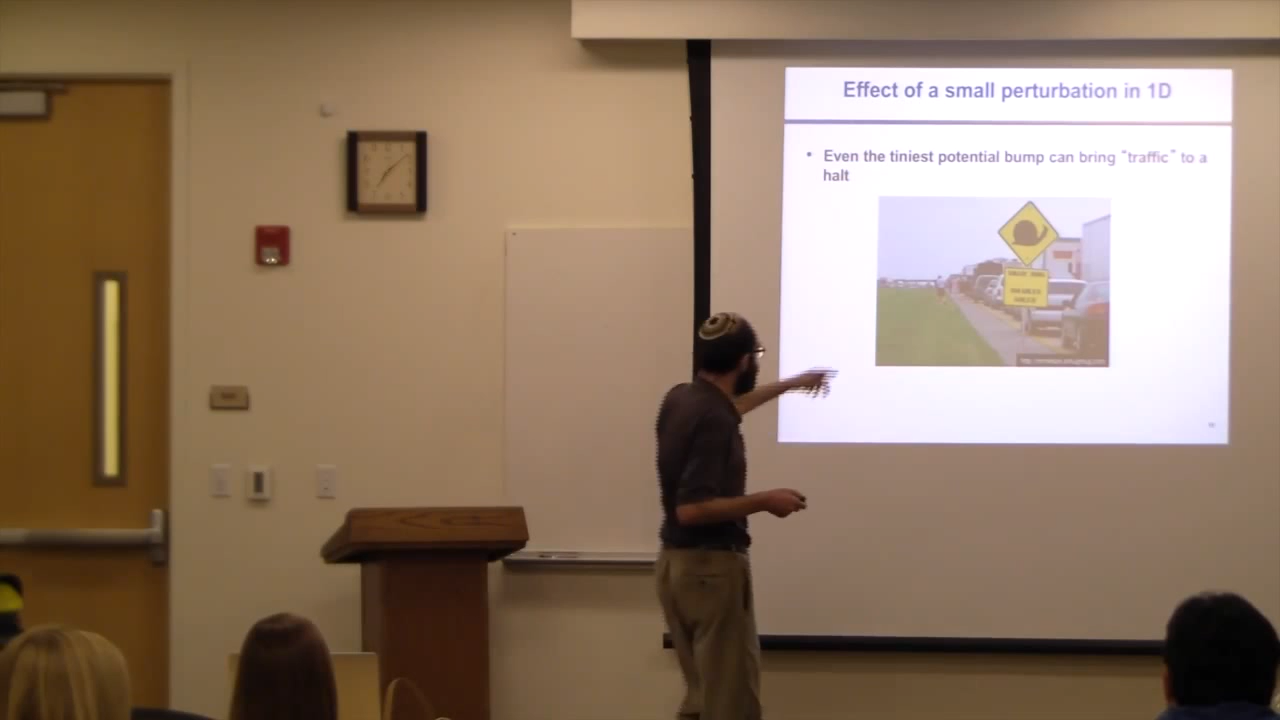 Effect of a small perturbation in 1D
• Even the tiniest potential bump can bring "traffic" to a
halt